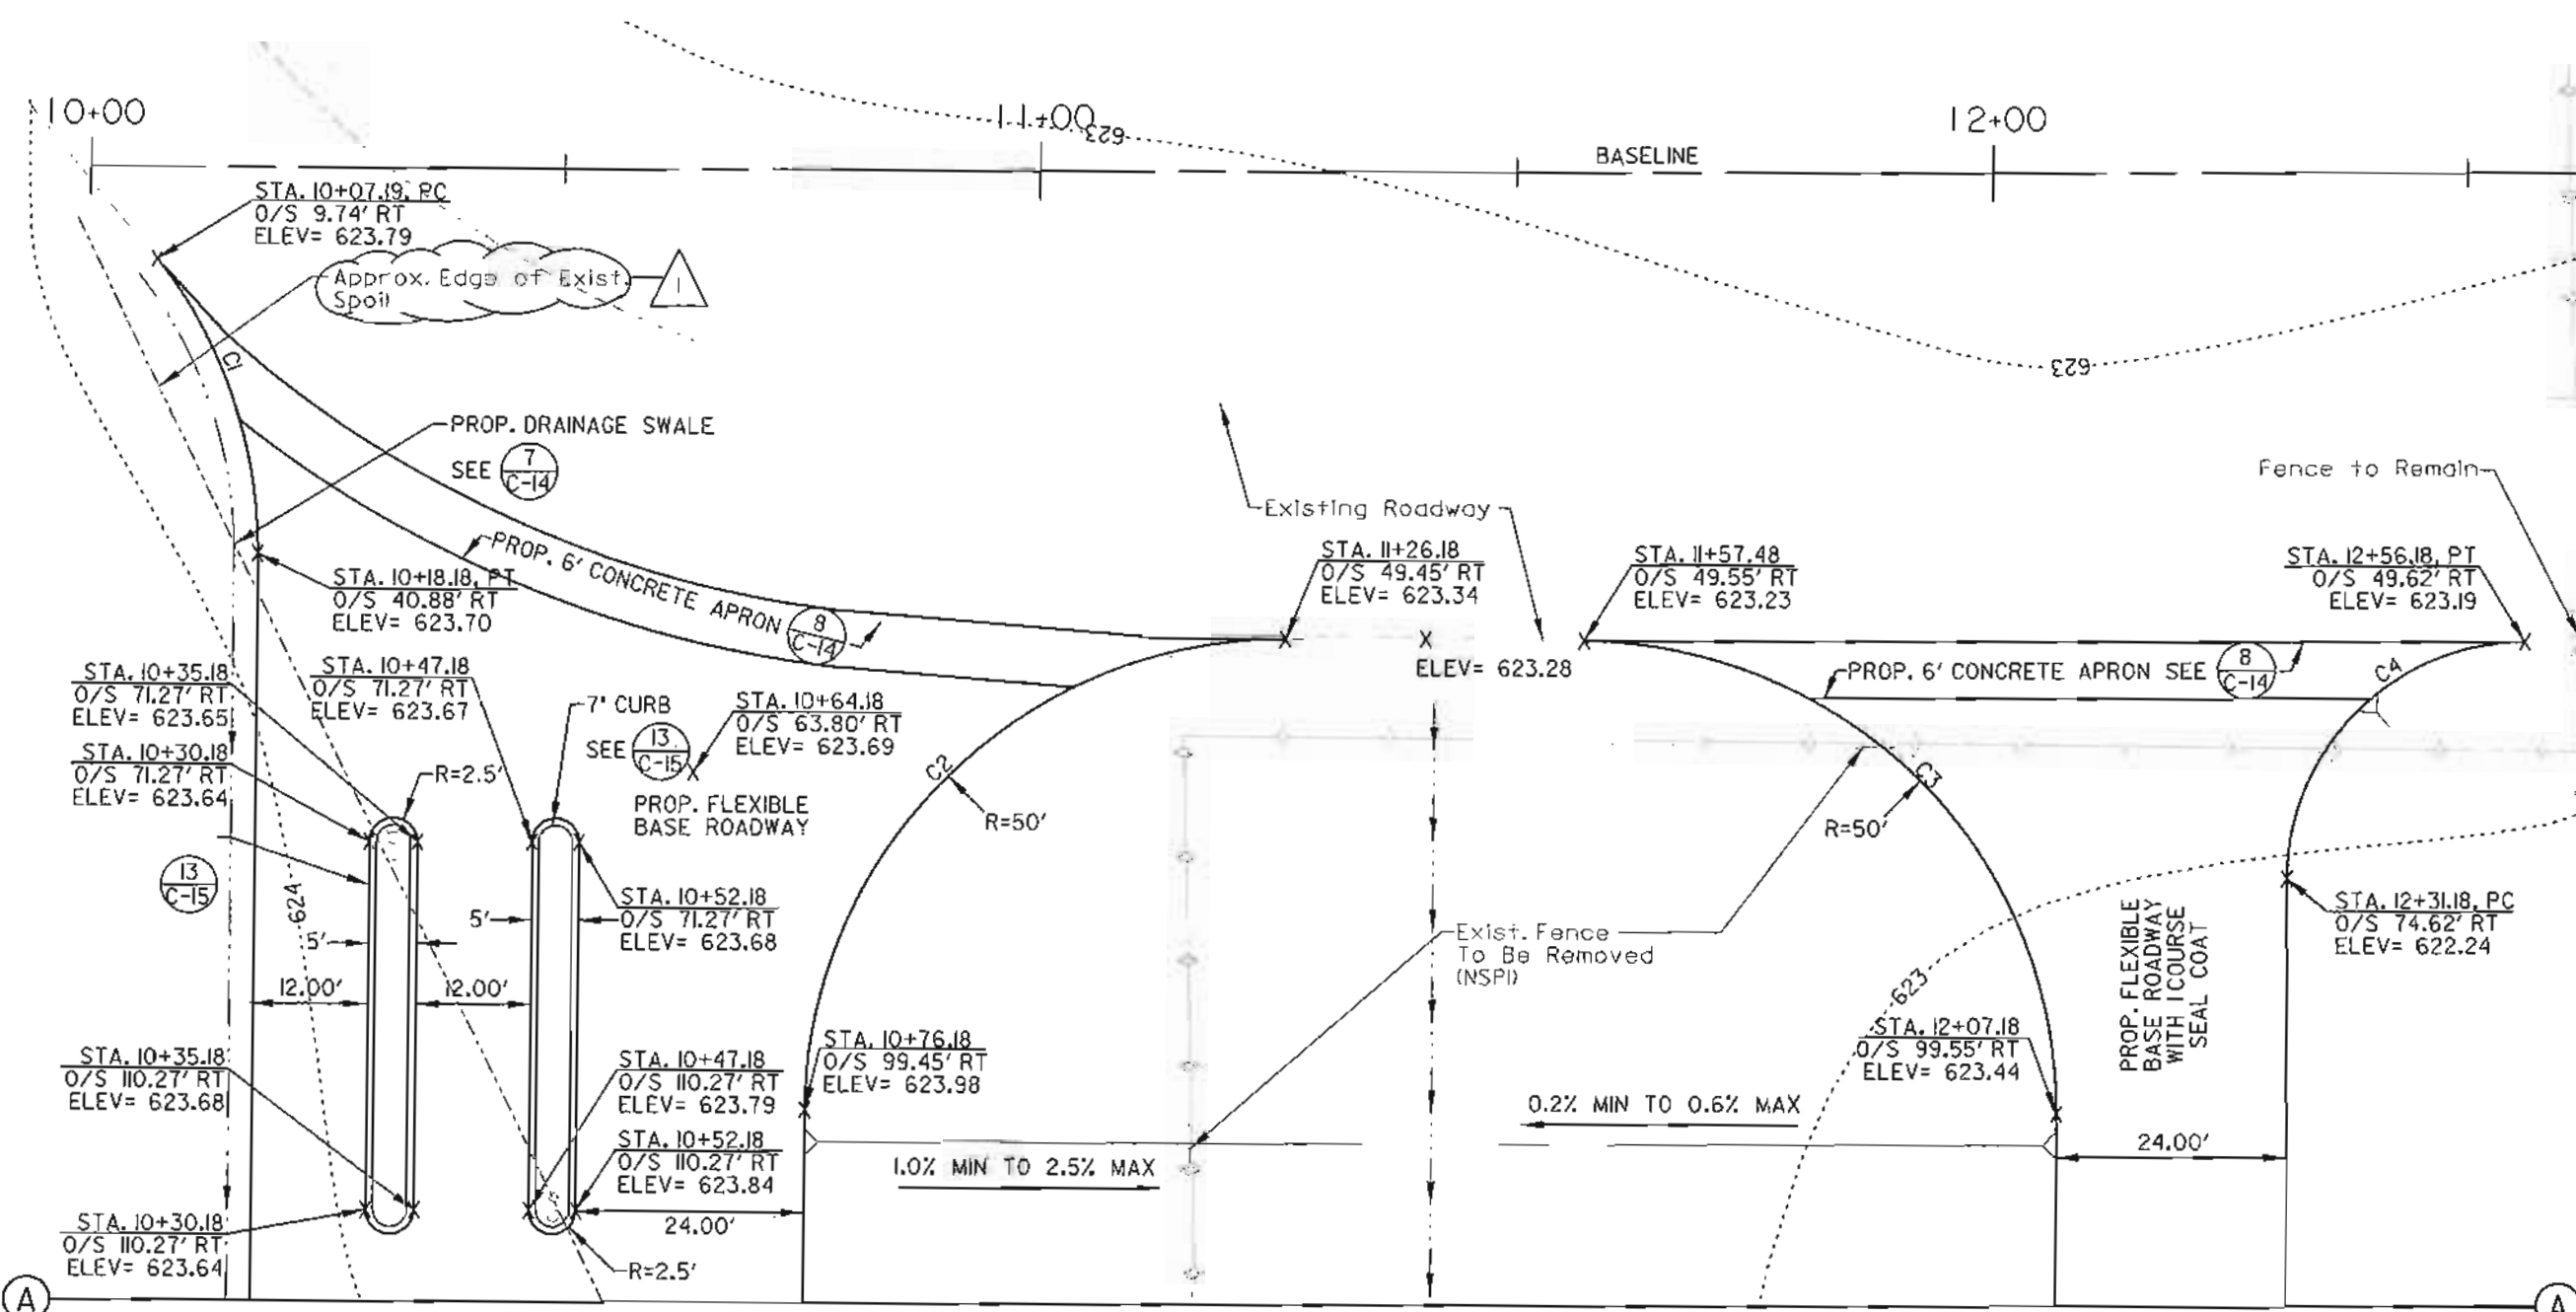 10+00
11+00
12+00
623
BASELINE
STA. 10+07.19, PC
O/S 9.74' RT
ELEV= 623.79
Approx. Edge of Exist.
Spoil
1
C1
623
PROP. DRAINAGE SWALE
SEE 7
C-14
Existing Roadway
Fence to Remain
PROP. 6' CONCRETE APRON 8
C-14
STA. 10+18.18, PT
O/S 40.88' RT
ELEV= 623.70
STA. 11+26.18
O/S 49.45' RT
ELEV= 623.34
STA. 11+57.48
O/S 49.55' RT
ELEV= 623.23
STA. 12+56.18, PT
O/S 49.62' RT
ELEV= 623.19
ELEV= 623.28
PROP. 6' CONCRETE APRON SEE 8
C-14
C4
STA. 10+35.18
O/S 71.27' RT
ELEV= 623.65
STA. 10+47.18
O/S 71.27' RT
ELEV= 623.67
7" CURB
SEE 13
C-15
STA. 10+64.18
O/S 63.80' RT
ELEV= 623.69
STA. 10+30.18
O/S 71.27' RT
ELEV= 623.64
R=2.5'
PROP. FLEXIBLE
BASE ROADWAY
C2
R=50'
C3
R=50'
13
C-15
624
STA. 10+52.18
O/S 71.27' RT
ELEV= 623.68
5'
5'
12.00'
12.00'
Exist. Fence
To Be Removed
(NSPI)
623
PROP. FLEXIBLE
BASE ROADWAY
WITH 1 COURSE
SEAL COAT
STA. 12+31.18, PC
O/S 74.62' RT
ELEV= 622.24
STA. 10+35.18
O/S 110.27' RT
ELEV= 623.68
STA. 10+47.18
O/S 110.27' RT
ELEV= 623.79
STA. 10+76.18
O/S 99.45' RT
ELEV= 623.98
STA. 12+07.18
O/S 99.55' RT
ELEV= 623.44
STA. 10+52.18
O/S 110.27' RT
ELEV= 623.84
1.0% MIN TO 2.5% MAX
0.2% MIN TO 0.6% MAX
24.00'
24.00'
STA. 10+30.18
O/S 110.27' RT
ELEV= 623.64
R=2.5'
A
A